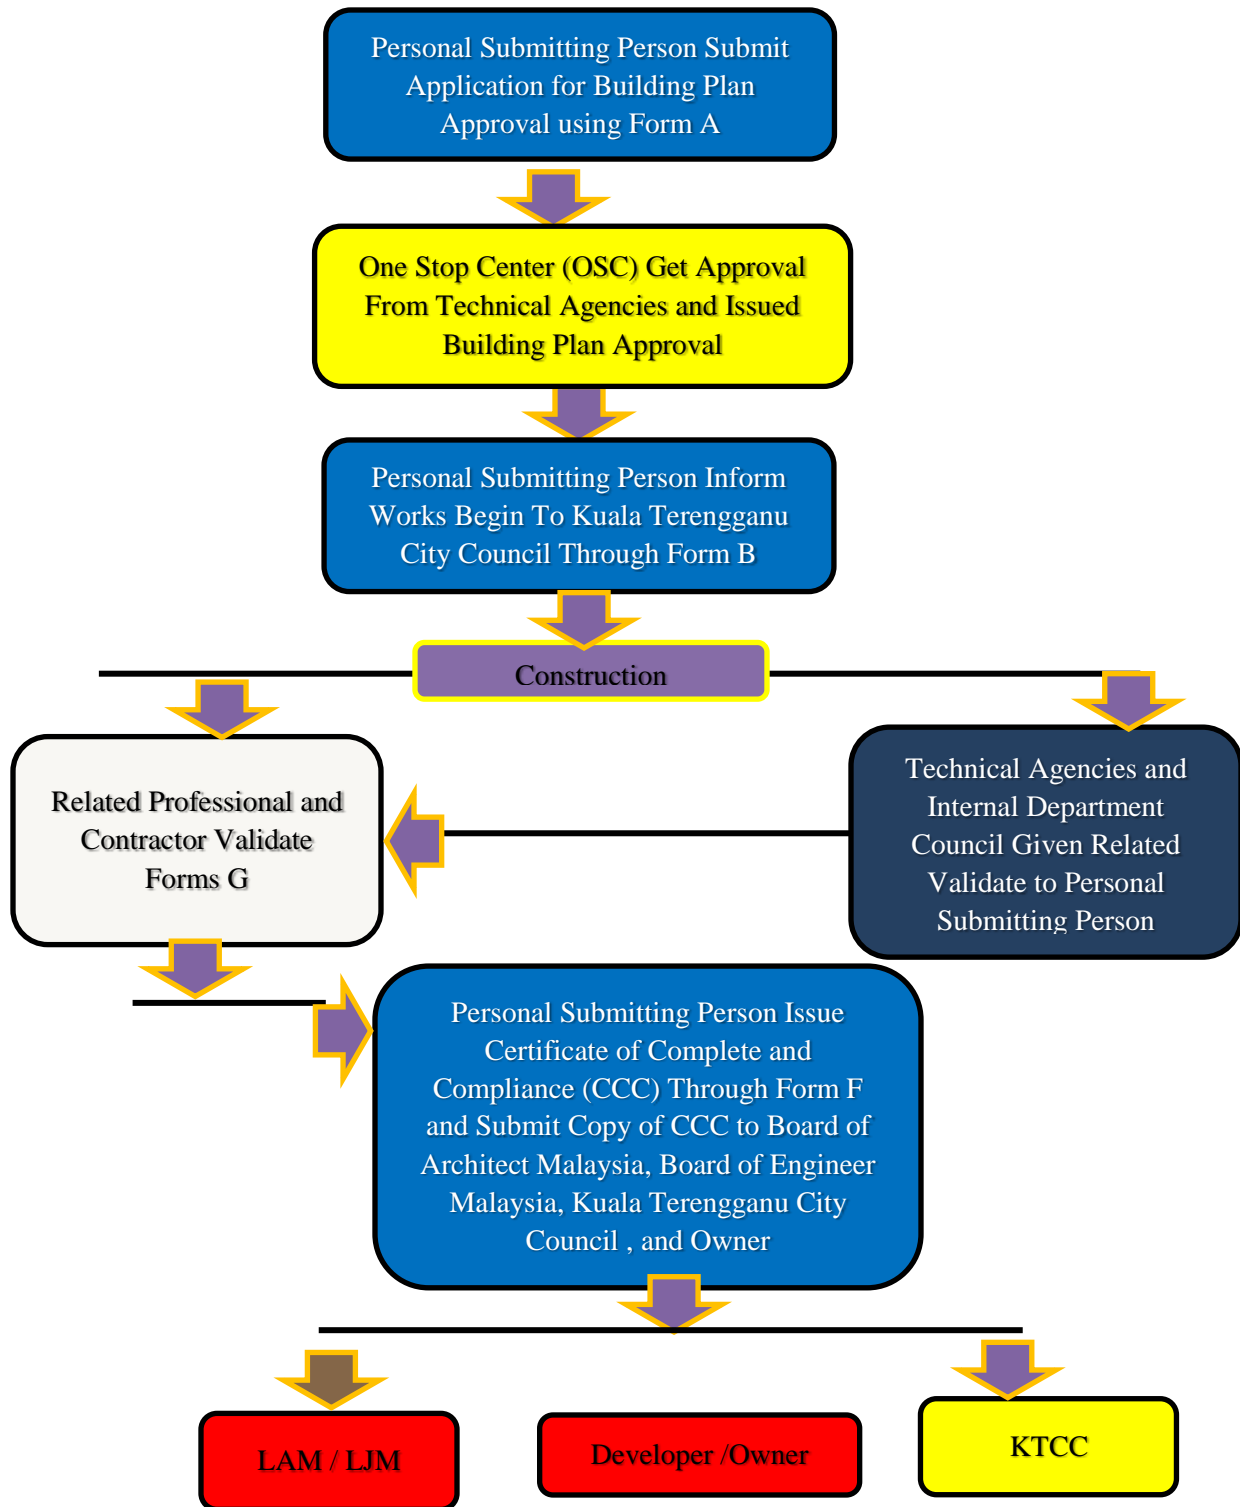 Personal Submitting Person Submit
Application for Building Plan
Approval using Form A
One Stop Center (OSC) Get Approval
From Technical Agencies and Issued
Building Plan Approval
Personal Submitting Person Inform
Works Begin To Kuala Terengganu
City Council Through Form B
Construction
Related Professional and
Contractor Validate
Forms G
Technical Agencies and
Internal Department
Council Given Related
Validate to Personal
Submitting Person
Personal Submitting Person Issue
Certificate of Complete and
Compliance (CCC) Through Form F
and Submit Copy of CCC to Board of
Architect Malaysia, Board of Engineer
Malaysia, Kuala Terengganu City
Council , and Owner
LAM / LJM
Developer /Owner
KTCC